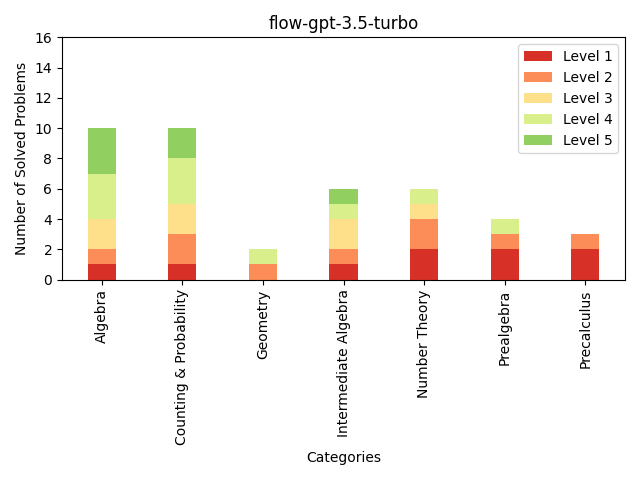 flow-gpt-3.5-turbo
Number of Solved Problems
16
14
12
10
8
6
4
2
0
Level 1
Level 2
Level 3
Level 4
Level 5
Algebra
Counting & Probability
Geometry
Intermediate Algebra
Number Theory
Prealgebra
Precalculus
Categories